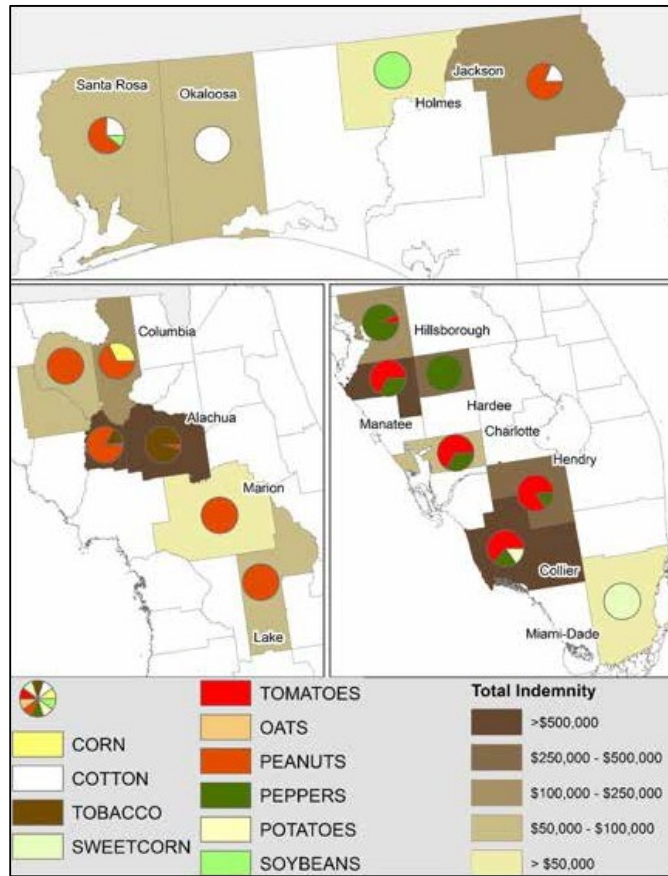 Santa Rosa
Okaloosa
Jackson
Holmes
Columbia
Alachua
Marion
Lake
Hillsborough
Hardee
Manatee
Charlotte
Hendry
Collier
Miami-Dade
CORN
COTTON
TOBACCO
SWEETCORN
TOMATOES
OATS
PEANUTS
PEPPERS
POTATOES
SOYBEANS
Total Indemnity
>$500,000
$250,000 - $500,000
$100,000 - $250,000
$50,000 - $100,000
> $50,000